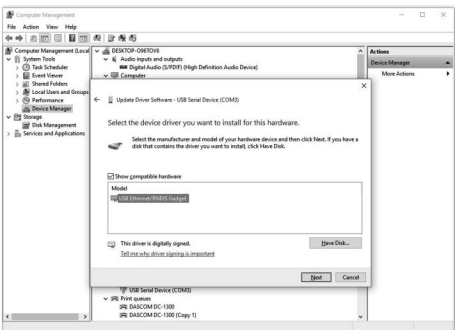 Computer Management
File Action View Help
Computer Management (Local
System Tools
Task Scheduler
Event Viewer
Shared Folders
Local Users and Groups
Performance
Device Manager
Storage
Disk Management
Services and Applications
DESKTOP-O96TOV6
Audio inputs and outputs
Digital Audio (S/PDIF) (High Definition Audio Device)
Computer
Update Driver Software - USB Serial Device (COM3)
Select the device driver you want to install for this hardware.
Select the manufacturer and model of your hardware device and then click Next. If you have a
disk that contains the driver you want to install, click Have Disk.
Show compatible hardware
Model
USB Ethernet/RNDIS Gadget
This driver is digitally signed.
Have Disk...
Tell me why driver signing is important
Next Cancel
USB Serial Device (COM3)
Print queues
DASCOM DC-1300
DASCOM DC-1300 (Copy 1)
Actions
Device Manager
More Actions